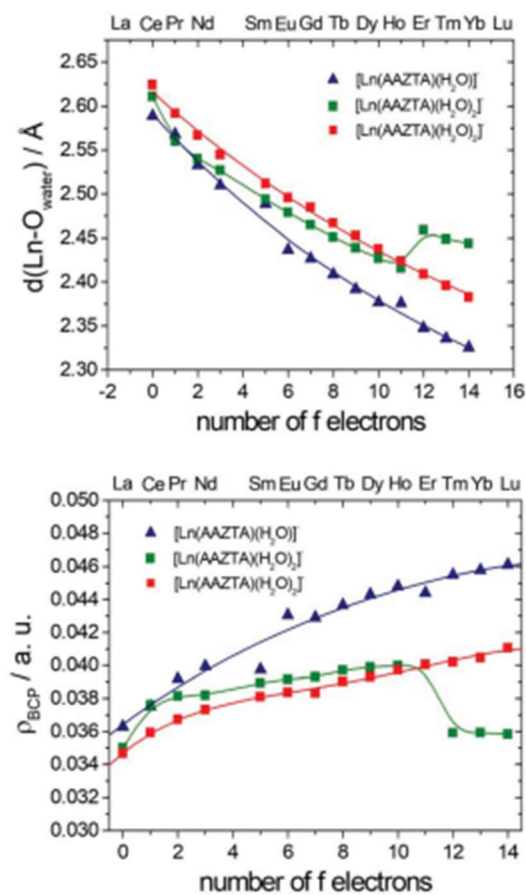 La Ce Pr Nd Sm Eu Gd Tb Dy Ho Er Tm Yb Lu
2.65
2.60
2.55
2.50
2.45
2.40
2.35
2.30
d(Ln-O_water) / Å
[Ln(AAZTA)(H₂O)]⁻
[Ln(AAZTA)(H₂O)₂]⁻
[Ln(AAZTA)(H₂O)₂]⁻
-2 0 2 4 6 8 10 12 14 16
number of f electrons
La Ce Pr Nd Sm Eu Gd Tb Dy Ho Er Tm Yb Lu
0.050
0.048
0.046
0.044
0.042
0.040
0.038
0.036
0.034
0.032
0.030
ρBCP / a. u.
[Ln(AAZTA)(H₂O)]⁻
[Ln(AAZTA)(H₂O)₂]⁻
[Ln(AAZTA)(H₂O)₂]⁻
0 2 4 6 8 10 12 14
number of f electrons